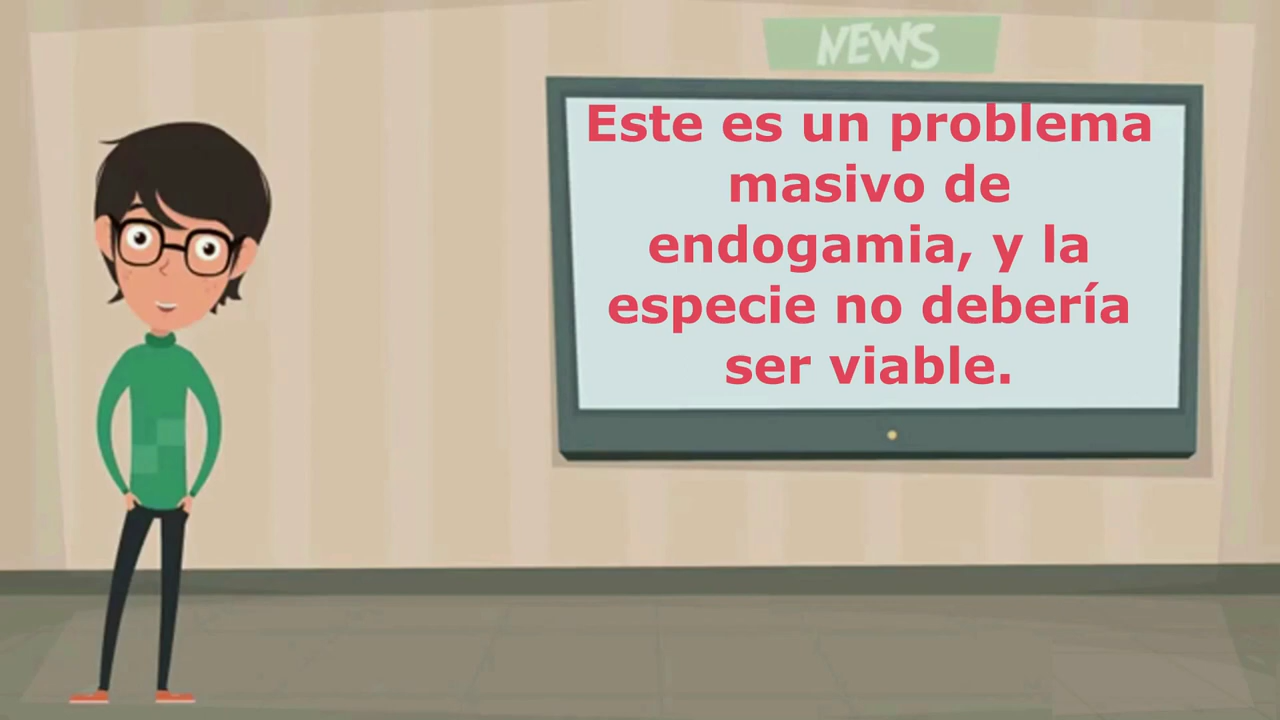 NEWS
Este es un problema
masivo de
endogamia, y la
especie no debería
ser viable.